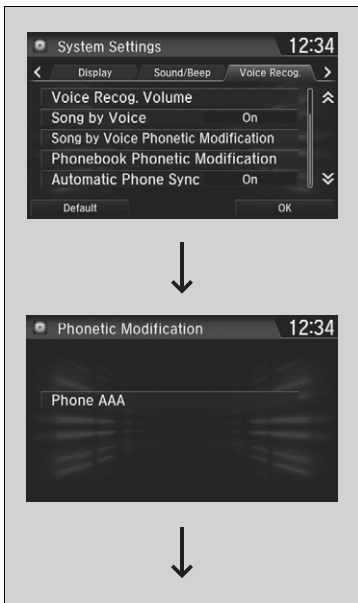 System Settings 12:34
Display Sound/Beep Voice Recog.
Voice Recog. Volume
Song by Voice On
Song by Voice Phonetic Modification
Phonebook Phonetic Modification
Automatic Phone Sync On
Default OK
Phonetic Modification 12:34
Phone AAA